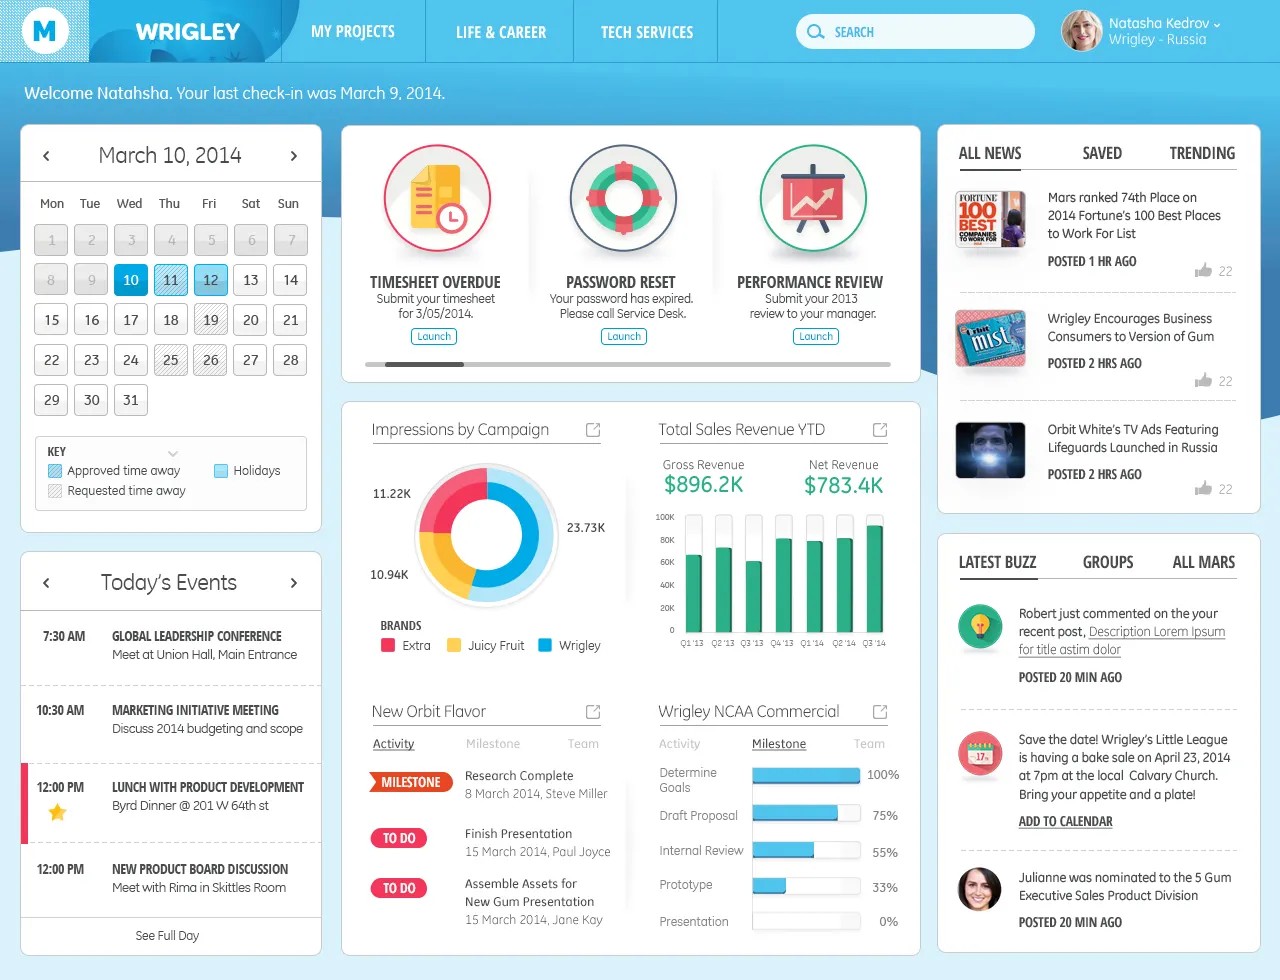 M
WRIGLEY
MY PROJECTS
LIFE & CAREER
TECH SERVICES
SEARCH
Natasha Kedrov
Wrigley - Russia
Welcome Natahsha. Your last check-in was March 9, 2014.
March 10, 2014
Mon Tue Wed Thu Fri Sat Sun
1 2 3 4 5 6 7
8 9 10 11 12 13 14
15 16 17 18 19 20 21
22 23 24 25 26 27 28
29 30 31
KEY
Approved time away
Holidays
Requested time away
Today's Events
7:30 AM
GLOBAL LEADERSHIP CONFERENCE
Meet at Union Hall, Main Entrance
10:30 AM
MARKETING INITIATIVE MEETING
Discuss 2014 budgeting and scope
12:00 PM
LUNCH WITH PRODUCT DEVELOPMENT
Byrd Dinner @ 201 W 64th st
12:00 PM
NEW PRODUCT BOARD DISCUSSION
Meet with Rima in Skittles Room
See Full Day
TIMESHEET OVERDUE
Submit your timesheet
for 3/05/2014.
Launch
PASSWORD RESET
Your password has expired.
Please call Service Desk.
Launch
PERFORMANCE REVIEW
Submit your 2013
review to your manager.
Launch
Impressions by Campaign
11.22K
23.73K
10.94K
BRANDS
Extra
Juicy Fruit
Wrigley
Total Sales Revenue YTD
Gross Revenue
$896.2K
Net Revenue
$783.4K
100K
80K
60K
40K
20K
0
Q1 '13 Q2 '13 Q3 '13 Q4 '13 Q1 '14 Q2 '14 Q3 '14
New Orbit Flavor
Activity
Milestone
Team
MILESTONE
Research Complete
8 March 2014, Steve Miller
TO DO
Finish Presentation
15 March 2014, Paul Joyce
TO DO
Assemble Assets for
New Gum Presentation
15 March 2014, Jane Kay
Wrigley NCAA Commercial
Activity
Milestone
Team
Determine
Goals
100%
Draft Proposal
75%
Internal Review
55%
Prototype
33%
Presentation
0%
ALL NEWS
SAVED
TRENDING
FORTUNE
100
BEST
COMPANIES
TO WORK FOR
Mars ranked 74th Place on
2014 Fortune's 100 Best Places
to Work For List
POSTED 1 HR AGO
22
Orbit
mist
Wrigley Encourages Business
Consumers to Version of Gum
POSTED 2 HRS AGO
22
Orbit White's TV Ads Featuring
Lifeguards Launched in Russia
POSTED 2 HRS AGO
22
LATEST BUZZ
GROUPS
ALL MARS
Robert just commented on the your
recent post, Description Lorem Ipsum
for title astim dolor
POSTED 20 MIN AGO
17
Save the date! Wrigley's Little League
is having a bake sale on April 23, 2014
at 7pm at the local Calvary Church.
Bring your appetite and a plate!
ADD TO CALENDAR
Julianne was nominated to the 5 Gum
Executive Sales Product Division
POSTED 20 MIN AGO